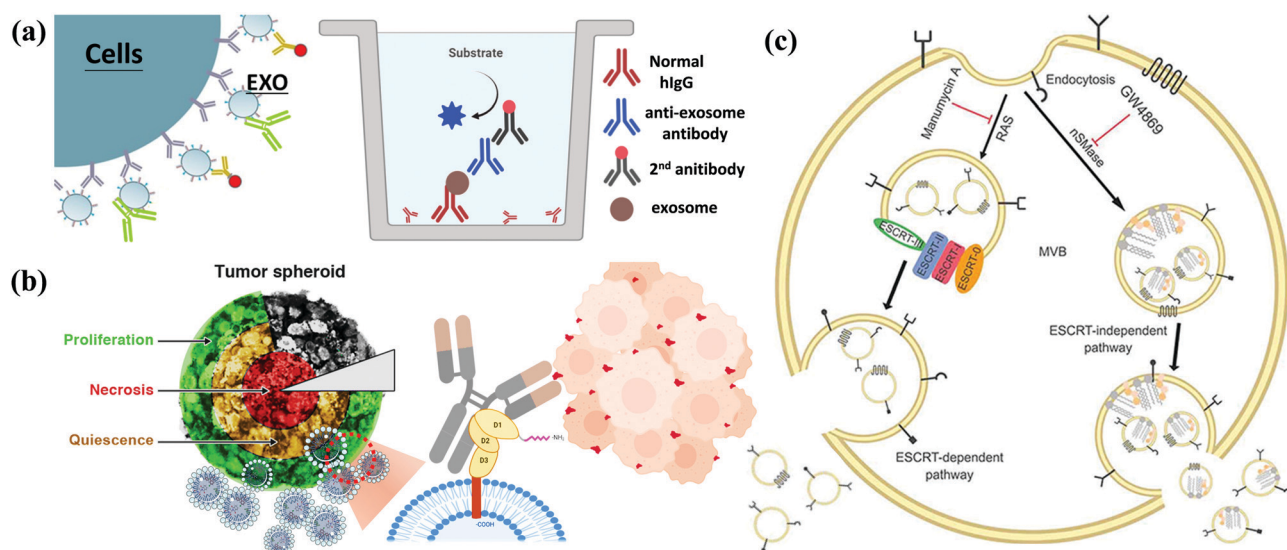 (a)
Cells
EXO
Substrate
Normal
hIgG
anti-exosome
antibody
2nd anitibody
exosome
(b)
Tumor spheroid
Proliferation
Necrosis
Quiescence
D1
D2
D3
-NH2
-COOH
(c)
Endocytosis
Manumycin A
RAS
GW4869
nSMase
ESCRT-III
ESCRT-II
ESCRT-I
ESCRT-0
MVB
ESCRT-independent
pathway
ESCRT-dependent
pathway